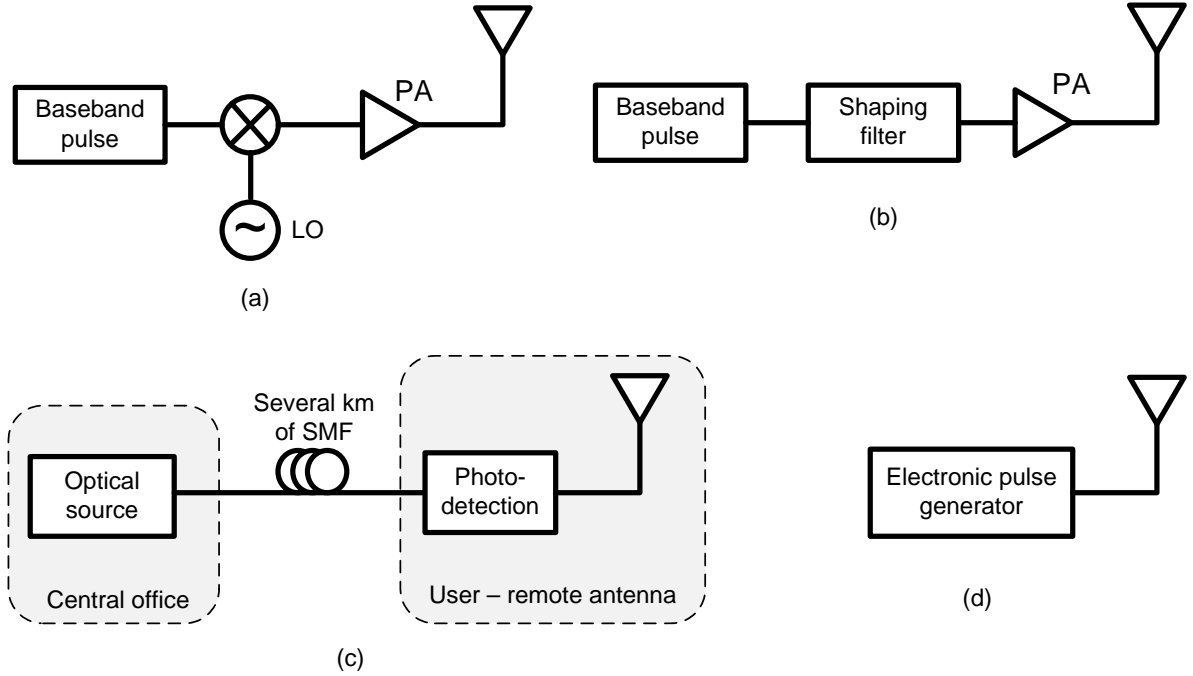 Baseband
pulse
PA
~
LO
(a)
Baseband
pulse
Shaping
filter
PA
(b)
Optical
source
Central office
Several km
of SMF
Photo-
detection
User – remote antenna
(c)
Electronic pulse
generator
(d)